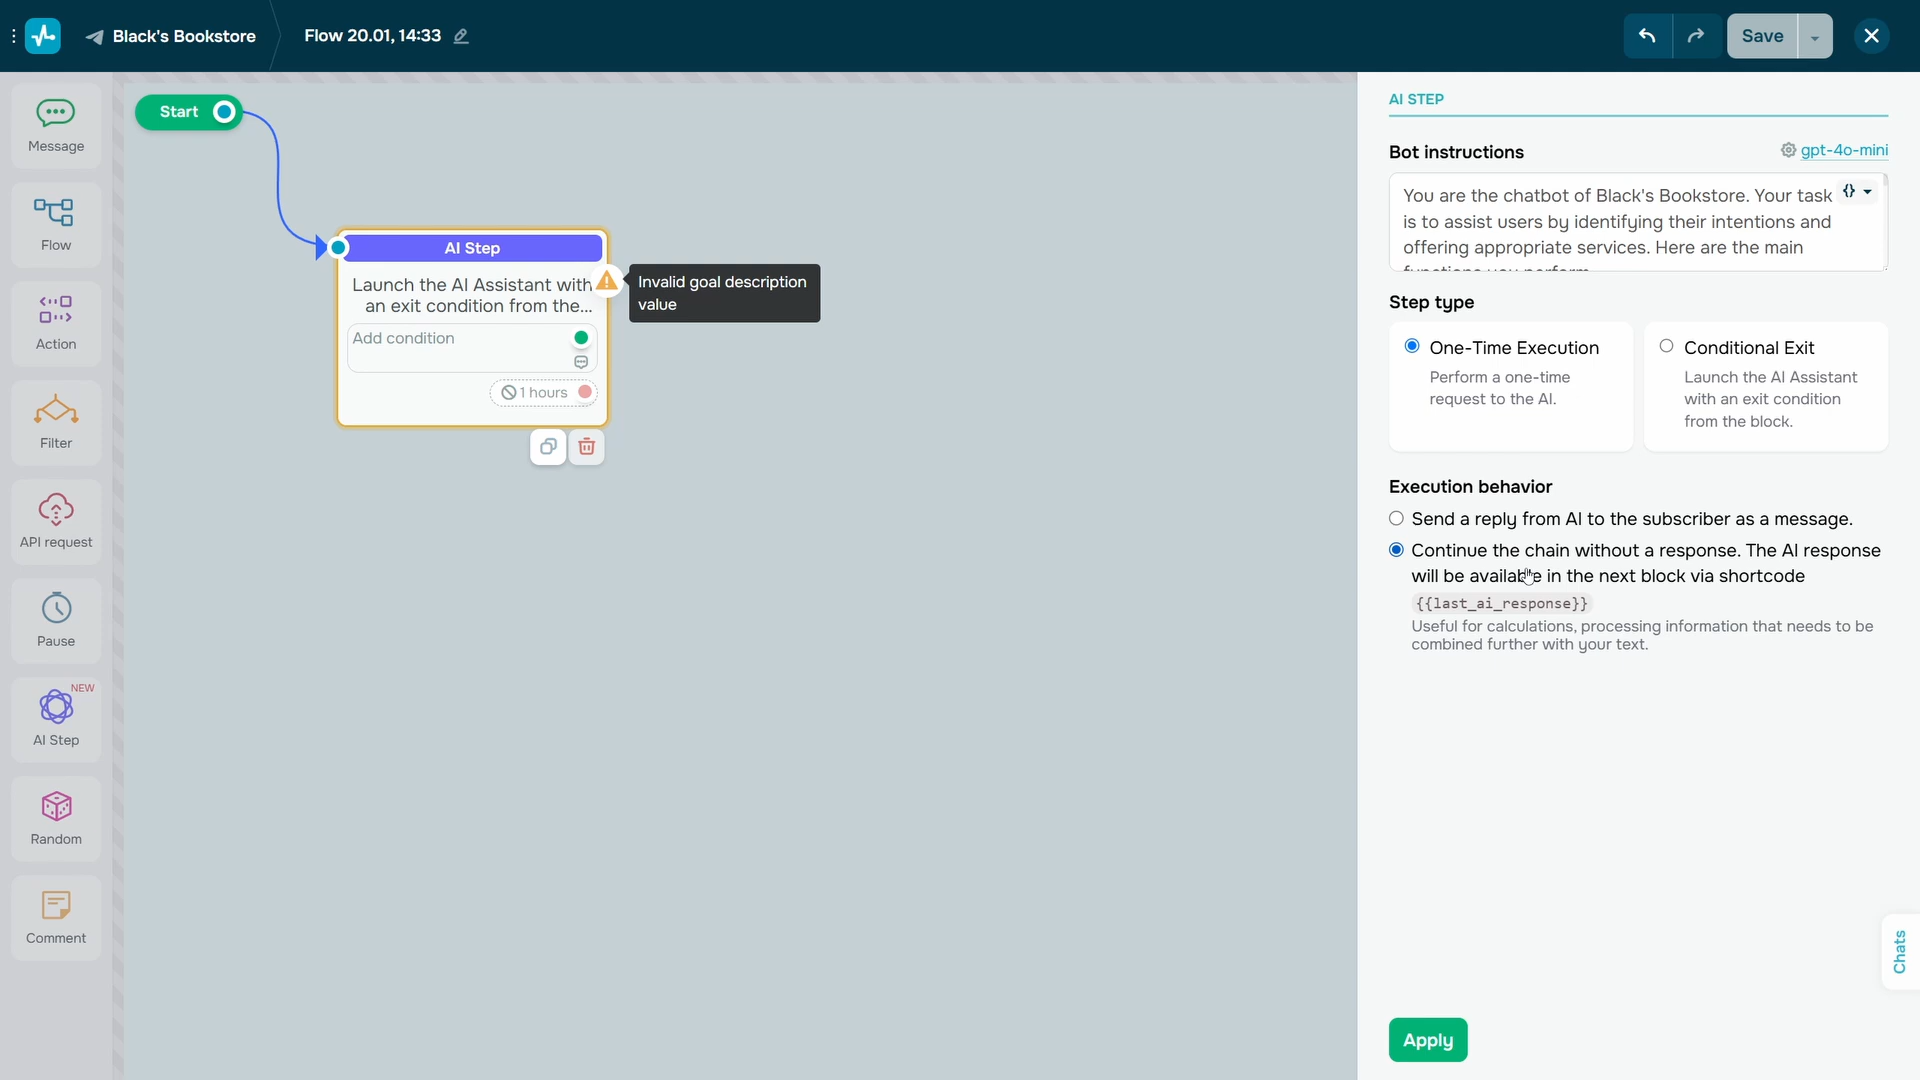 Black's Bookstore
Flow 20.01, 14:33
Save
Message
Flow
Action
Filter
API request
Pause
NEW
AI Step
Random
Comment
Start
AI Step
Launch the AI Assistant with
an exit condition from the...
Add condition
1 hours
Invalid goal description
value
AI STEP
Bot instructions
gpt-4o-mini
You are the chatbot of Black's Bookstore. Your task
{}
is to assist users by identifying their intentions and
offering appropriate services. Here are the main
functions you perform
Step type
One-Time Execution
Perform a one-time
request to the AI.
Conditional Exit
Launch the AI Assistant
with an exit condition
from the block.
Execution behavior
Send a reply from AI to the subscriber as a message.
Continue the chain without a response. The AI response
will be available in the next block via shortcode
{{last_ai_response}}
Useful for calculations, processing information that needs to be
combined further with your text.
Chats
Apply